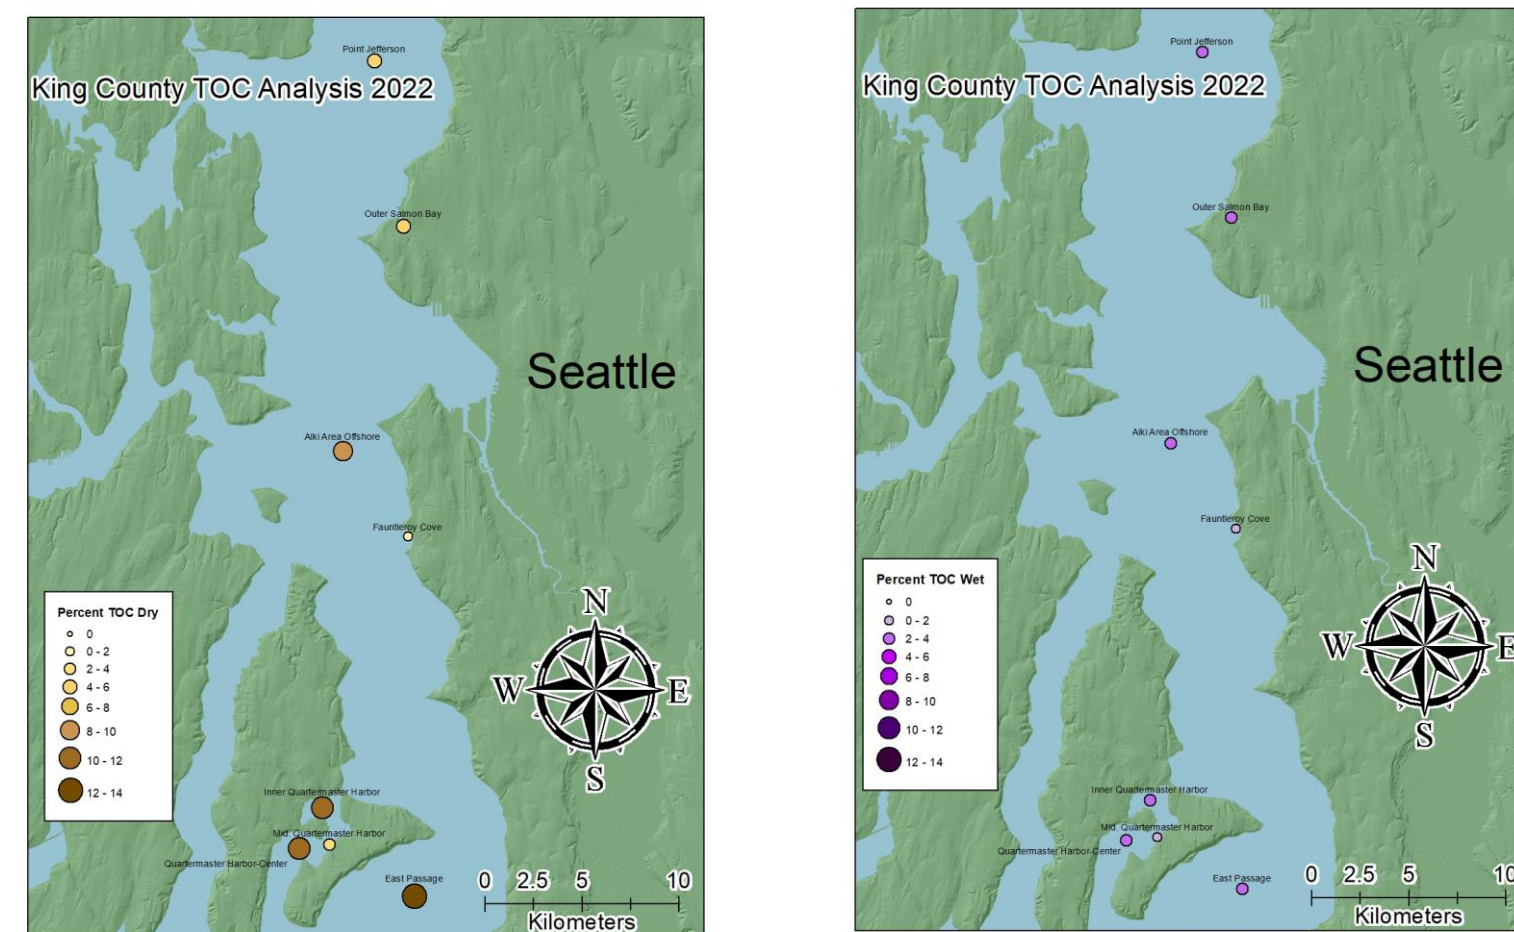 Point Jefferson
King County TOC Analysis 2022
Outer Salmon Bay
Seattle
Alki Area Offshore
Fauntleroy Cove
Percent TOC Dry
0
0 - 2
2 - 4
4 - 6
6 - 8
8 - 10
10 - 12
12 - 14
N
W
E
S
Inner Quartermaster Harbor
Mid. Quartermaster Harbor
Quartermaster Harbor-Center
East Passage
0 2.5 5 10
Kilometers
Point Jefferson
King County TOC Analysis 2022
Outer Salmon Bay
Seattle
Alki Area Offshore
Fauntleroy Cove
Percent TOC Wet
0
0 - 2
2 - 4
4 - 6
6 - 8
8 - 10
10 - 12
12 - 14
N
W
E
S
Inner Quartermaster Harbor
Mid. Quartermaster Harbor
Quartermaster Harbor-Center
East Passage
0 2.5 5 10
Kilometers